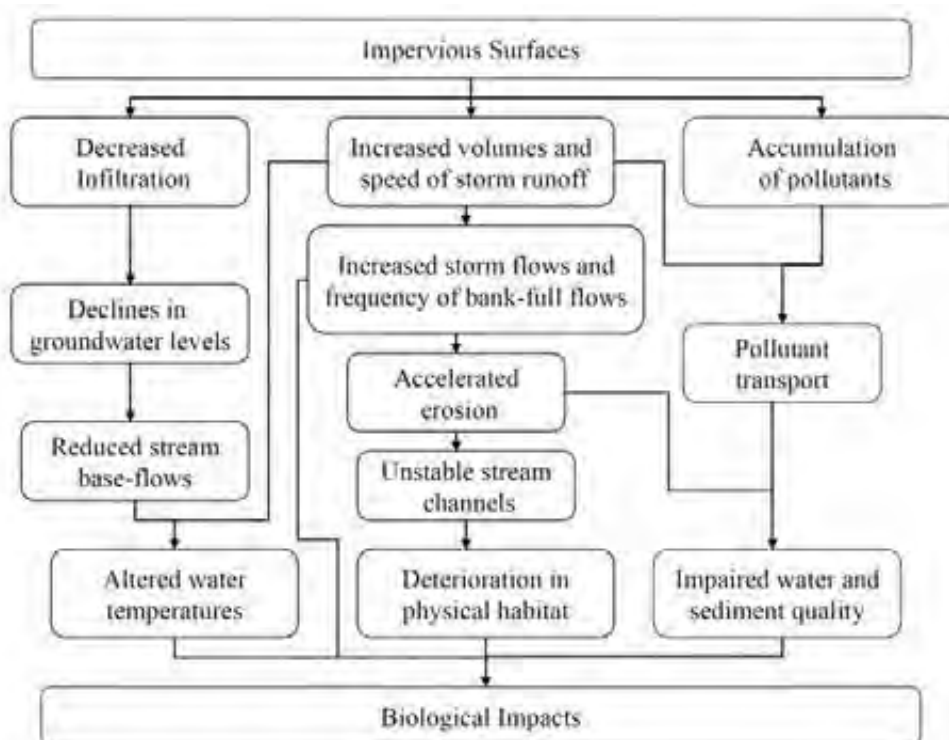 Impervious Surfaces
Decreased
Infiltration
Increased volumes and
speed of storm runoff
Accumulation
of pollutants
Increased storm flows and
frequency of bank-full flows
Declines in
groundwater levels
Pollutant
transport
Accelerated
erosion
Reduced stream
base-flows
Unstable stream
channels
Altered water
temperatures
Deterioration in
physical habitat
Impaired water and
sediment quality
Biological Impacts